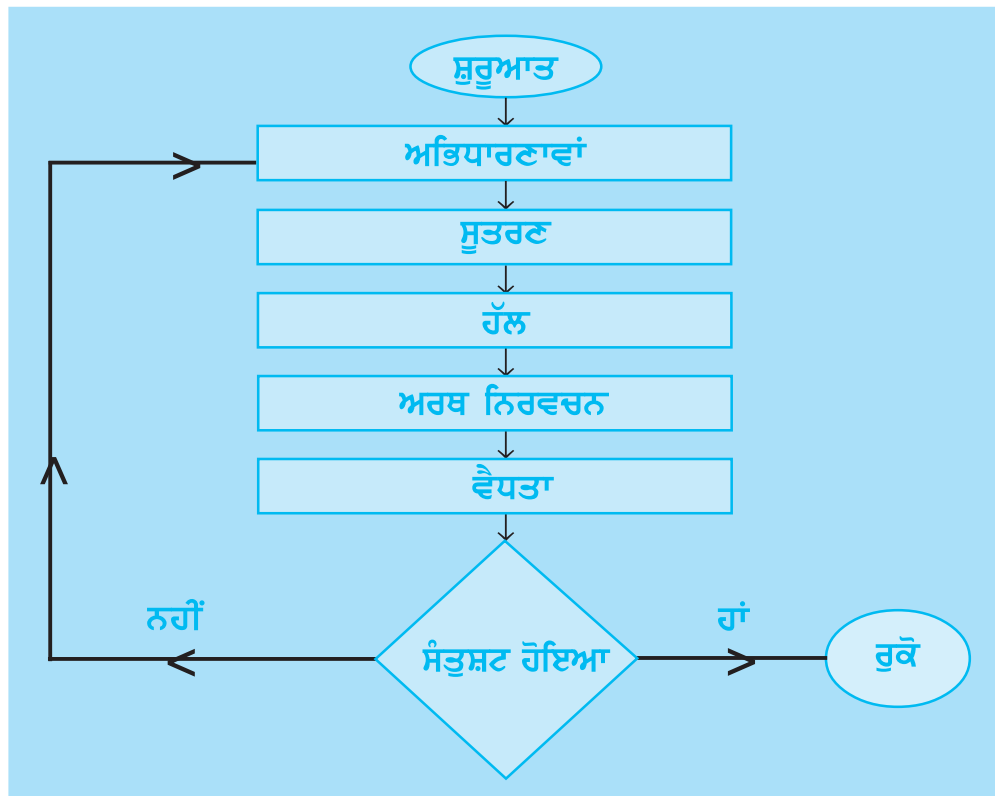 ਸ਼ੁਰੂਆਤ
ਅਭਿਧਾਰਣਾਵਾਂ
ਸੂਤਰਣ
ਹੱਲ
ਅਰਥ ਨਿਰਵਚਨ
ਵੈਧਤਾ
ਨਹੀਂ
ਹਾਂ
ਸੰਤੁਸ਼ਟ ਹੋਇਆ
ਰੁਕੋ